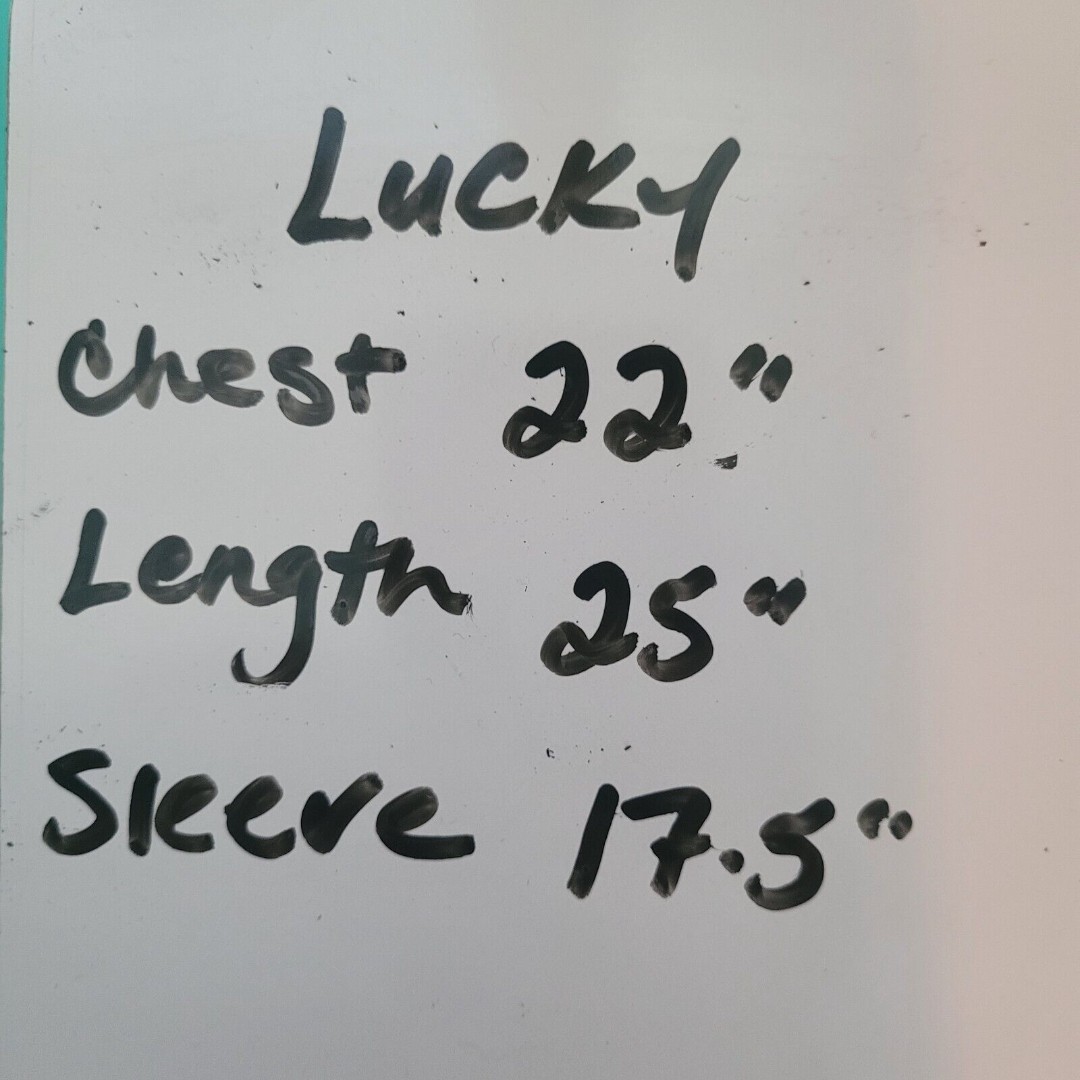 Lucky
Chest 22"
Length 25"
Sleeve 17.5"